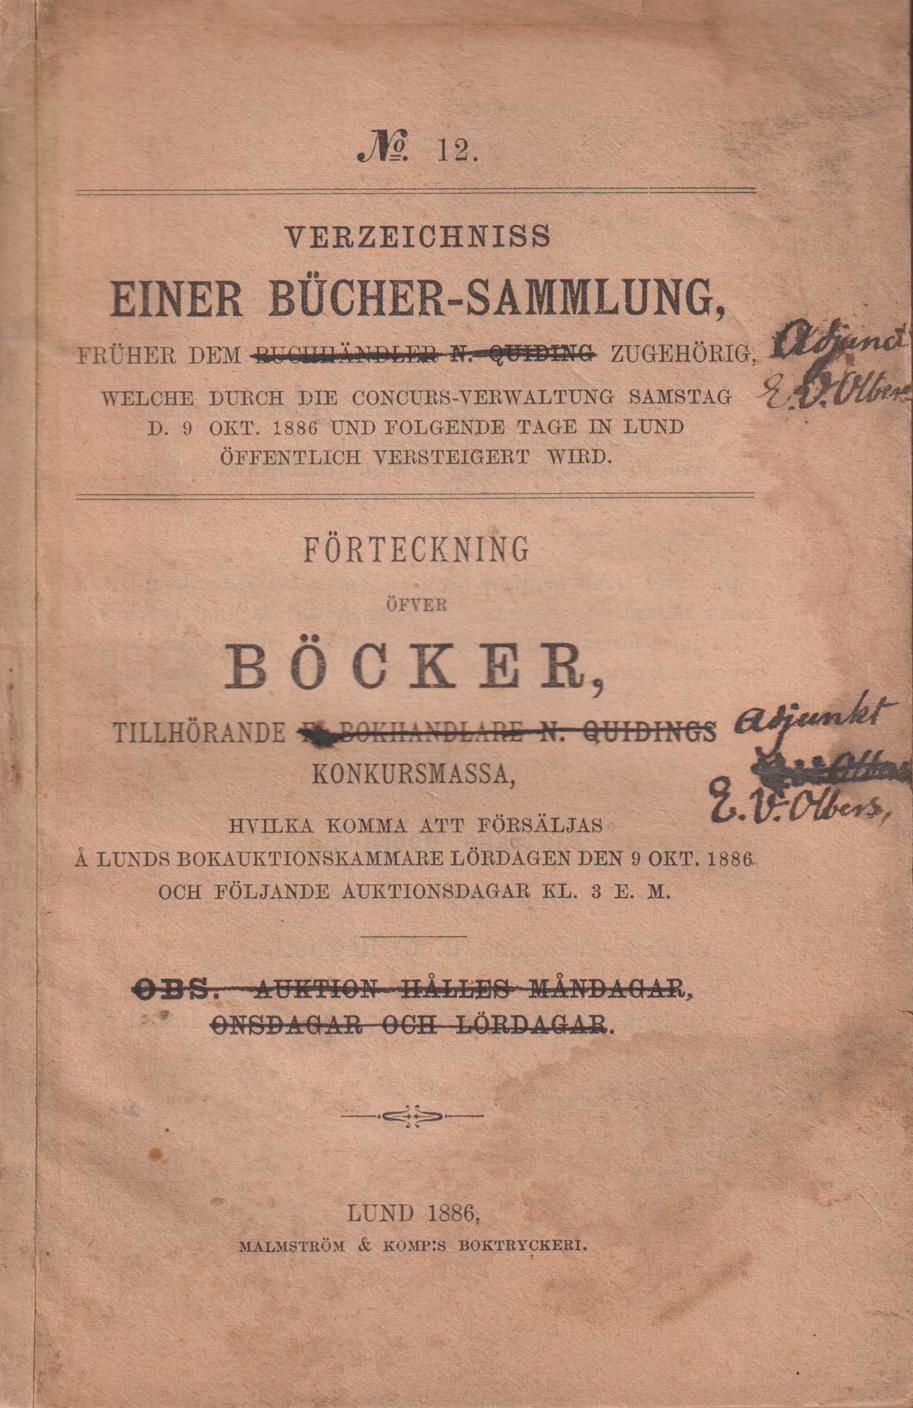 No. 12.
VERZEICHNISS
EINER BÜCHER-SAMMLUNG,
FRÜHER DEM BUCHHÄNDLER N. QUIDING ZUGEHÖRIG, Adjunct
E. V. Olbers
WELCHE DURCH DIE CONCURS-VERWALTUNG SAMSTAG
D. 9 OKT. 1886 UND FOLGENDE TAGE IN LUND
ÖFFENTLICH VERSTEIGERT WIRD.
FÖRTECKNING
ÖFVER
BÖCKER,
TILLHÖRANDE BOKHANDLARE N. QUIDINGS Adjunkt
KONKURSMASSA, Olbers
E. V. Olbers,
HVILKA KOMMA ATT FÖRSÄLJAS
Å LUNDS BOKAUKTIONSKAMMARE LÖRDAGEN DEN 9 OKT. 1886
OCH FÖLJANDE AUKTIONSDAGAR KL. 3 E. M.
OBS. AUKTION HÅLLES MÅNDAGAR,
ONSDAGAR OCH LÖRDAGAR.
LUND 1886,
MALMSTRÖM & KOMP:S BOKTRYCKERI.